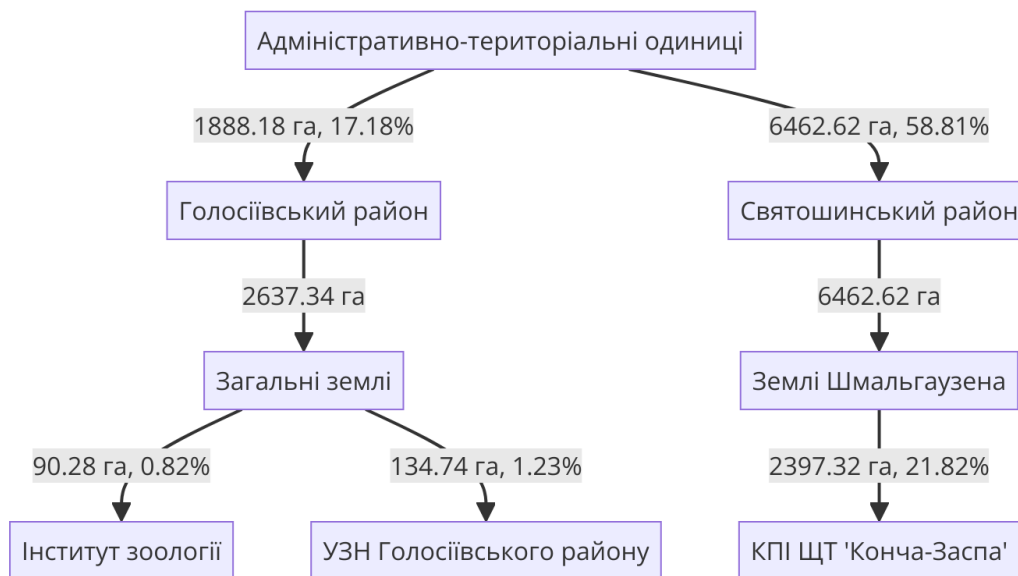 Адміністративно-територіальні одиниці
1888.18 га, 17.18%
6462.62 га, 58.81%
Голосіївський район
Святошинський район
2637.34 га
6462.62 га
Загальні землі
Землі Шмальгаузена
90.28 га, 0.82%
134.74 га, 1.23%
2397.32 га, 21.82%
Інститут зоології
УЗН Голосіївського району
КПІ ЩТ 'Конча-Заспа'